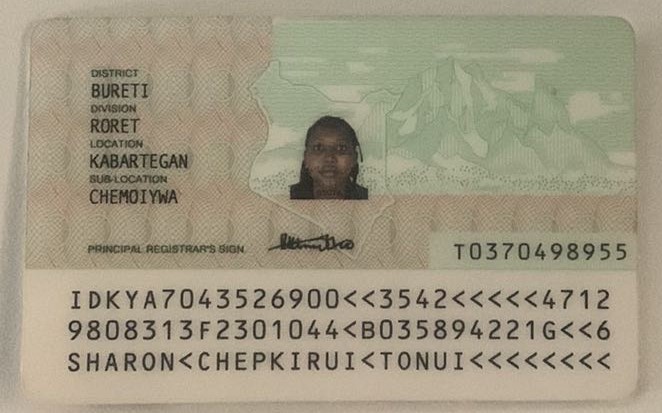 DISTRICT
BURETI
DIVISION
RORET
LOCATION
KABARTEGAN
SUB-LOCATION
CHEMOIYWA
PRINCIPAL REGISTRAR'S SIGN.
T0370498955
IDKYA7043526900<<3542<<<<<4712
9808313F2301044<B035894221G<<6
SHARON<CHEPKIRUI<TONUI<<<<<<<<